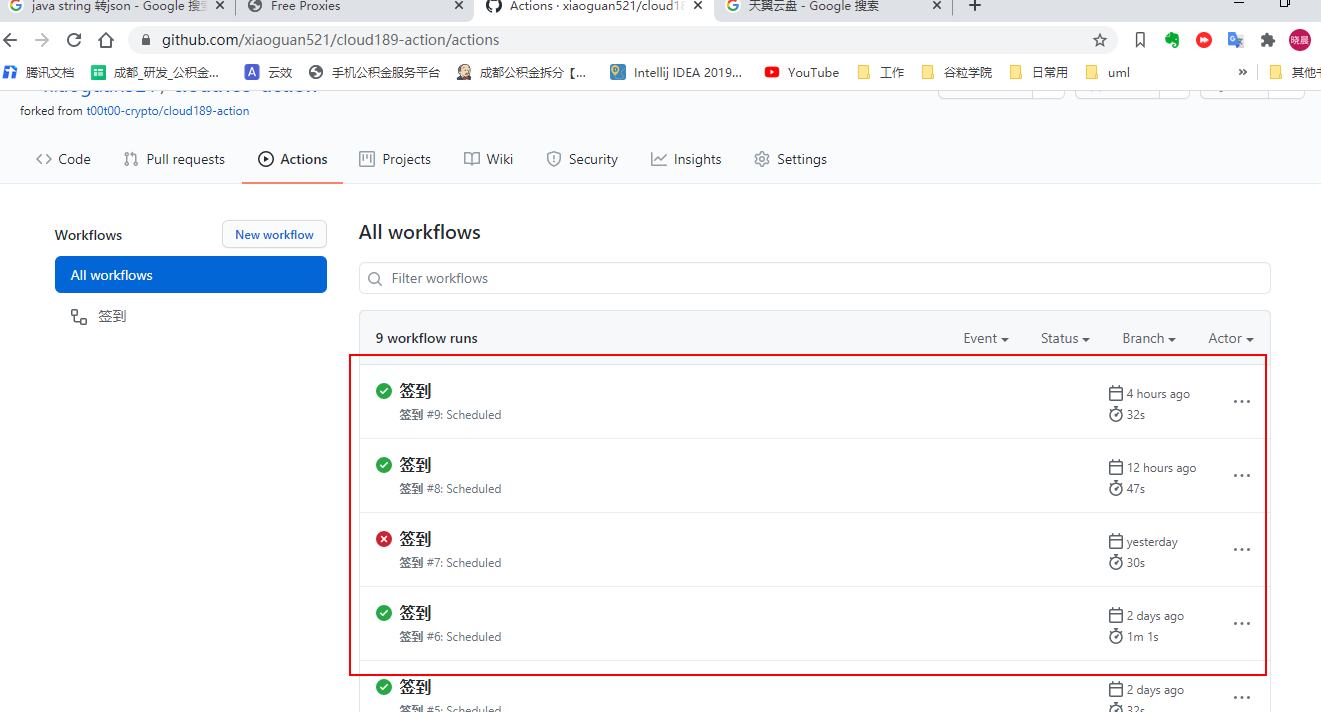 java string 转json - Google 搜索
Free Proxies
Actions · xiaoguan521/cloud18
天翼云盘 - Google 搜索
github.com/xiaoguan521/cloud189-action/actions
腾讯文档 成都_研发_公积金... 云效 手机公积金服务平台 成都公积金拆分【... Intellij IDEA 2019... YouTube 工作 谷粒学院 日常用 uml » 其他书
forked from t00t00-crypto/cloud189-action
Code Pull requests Actions Projects Wiki Security Insights Settings
Workflows
New workflow
All workflows
签到
All workflows
Filter workflows
9 workflow runs Event Status Branch Actor
签到
签到 #9: Scheduled
4 hours ago
32s
签到
签到 #8: Scheduled
12 hours ago
47s
签到
签到 #7: Scheduled
yesterday
30s
签到
签到 #6: Scheduled
2 days ago
1m 1s
签到
签到 #5: Scheduled
2 days ago
32s